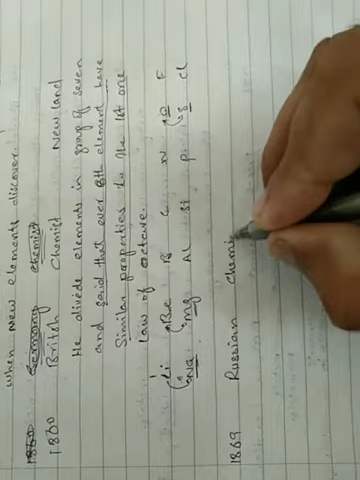 when new elements discover.
1860 Germany chemist
1860 British Chemist Newland
He divide elements in group of seven
and said that ever 8th element have
Similar properties to the 1st one
law of octave.
Li Be B C N O F
Na Mg Al Si P S Cl
1869 Russian Chemi